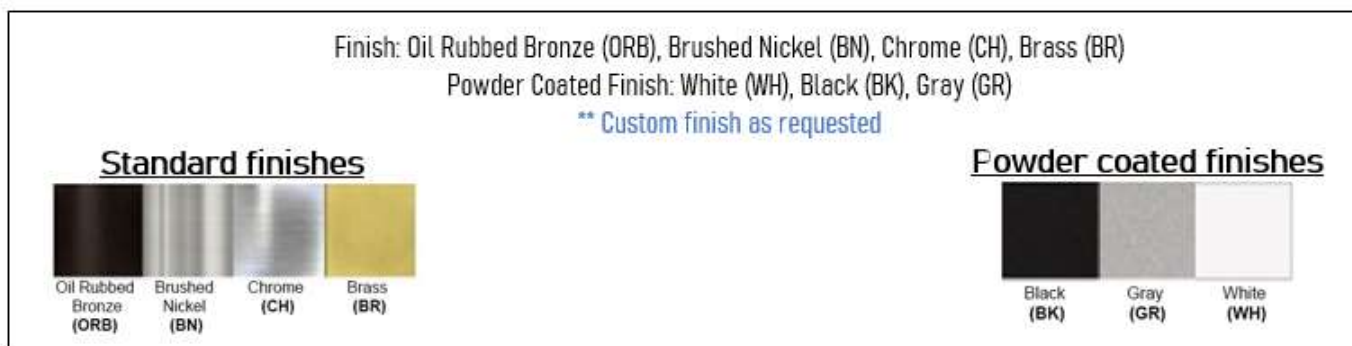 Finish: Oil Rubbed Bronze (ORB), Brushed Nickel (BN), Chrome (CH), Brass (BR)
Powder Coated Finish: White (WH), Black (BK), Gray (GR)
** Custom finish as requested
Standard finishes
Oil Rubbed
Bronze
(ORB)
Brushed
Nickel
(BN)
Chrome
(CH)
Brass
(BR)
Powder coated finishes
Black
(BK)
Gray
(GR)
White
(WH)